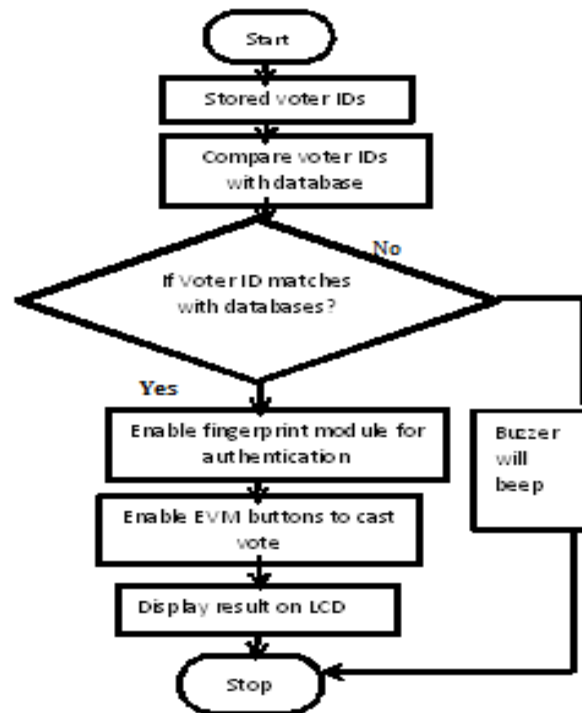 Start
Stored voter IDs
Compare voter IDs
with database
No
If Voter ID matches
with databases?
Yes
Enable fingerprint module for
authentication
Buzzer
will
beep
Enable EVM buttons to cast
vote
Display result on LCD
Stop